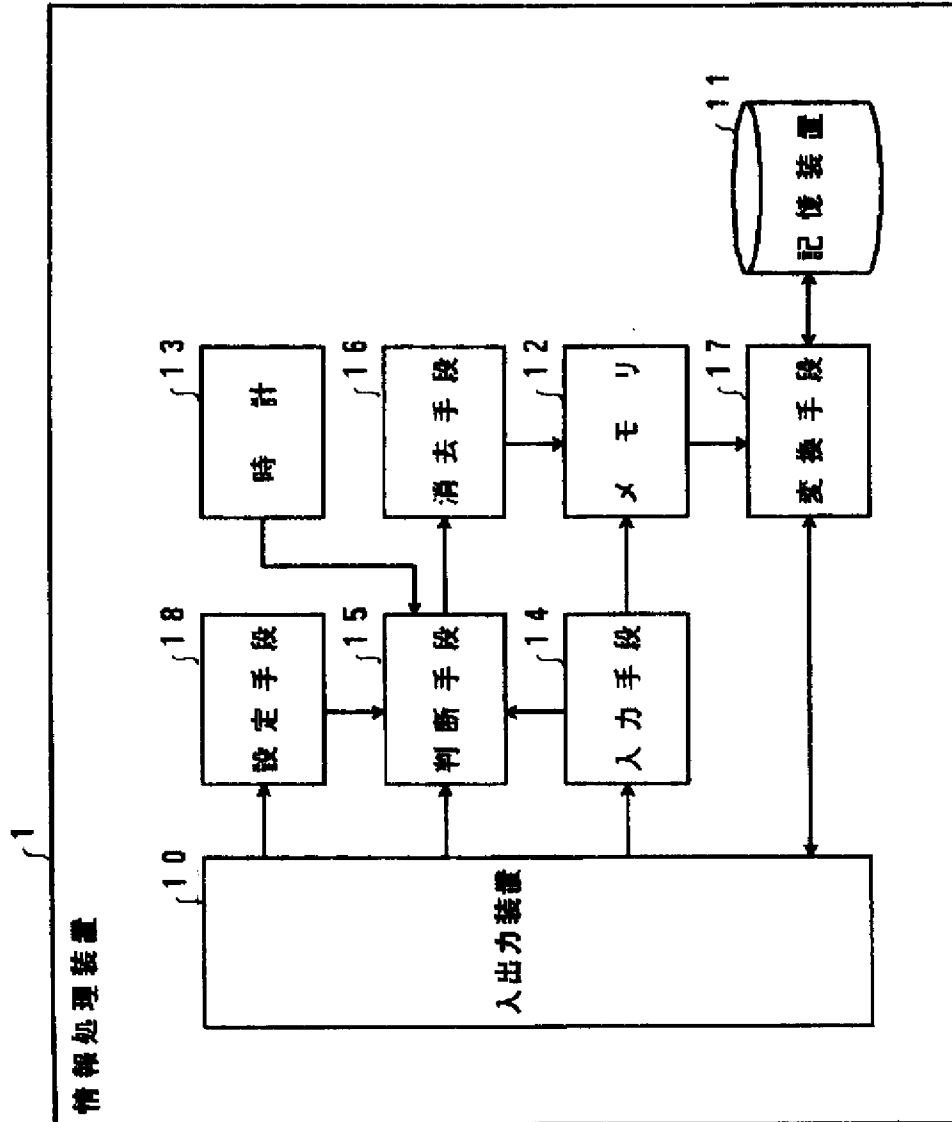 1
情報処理装置
10
入出力装置
18
設定手段
13
時計
15
判断手段
16
消去手段
14
入力手段
12
メモリ
17
変換手段
11
記憶装置